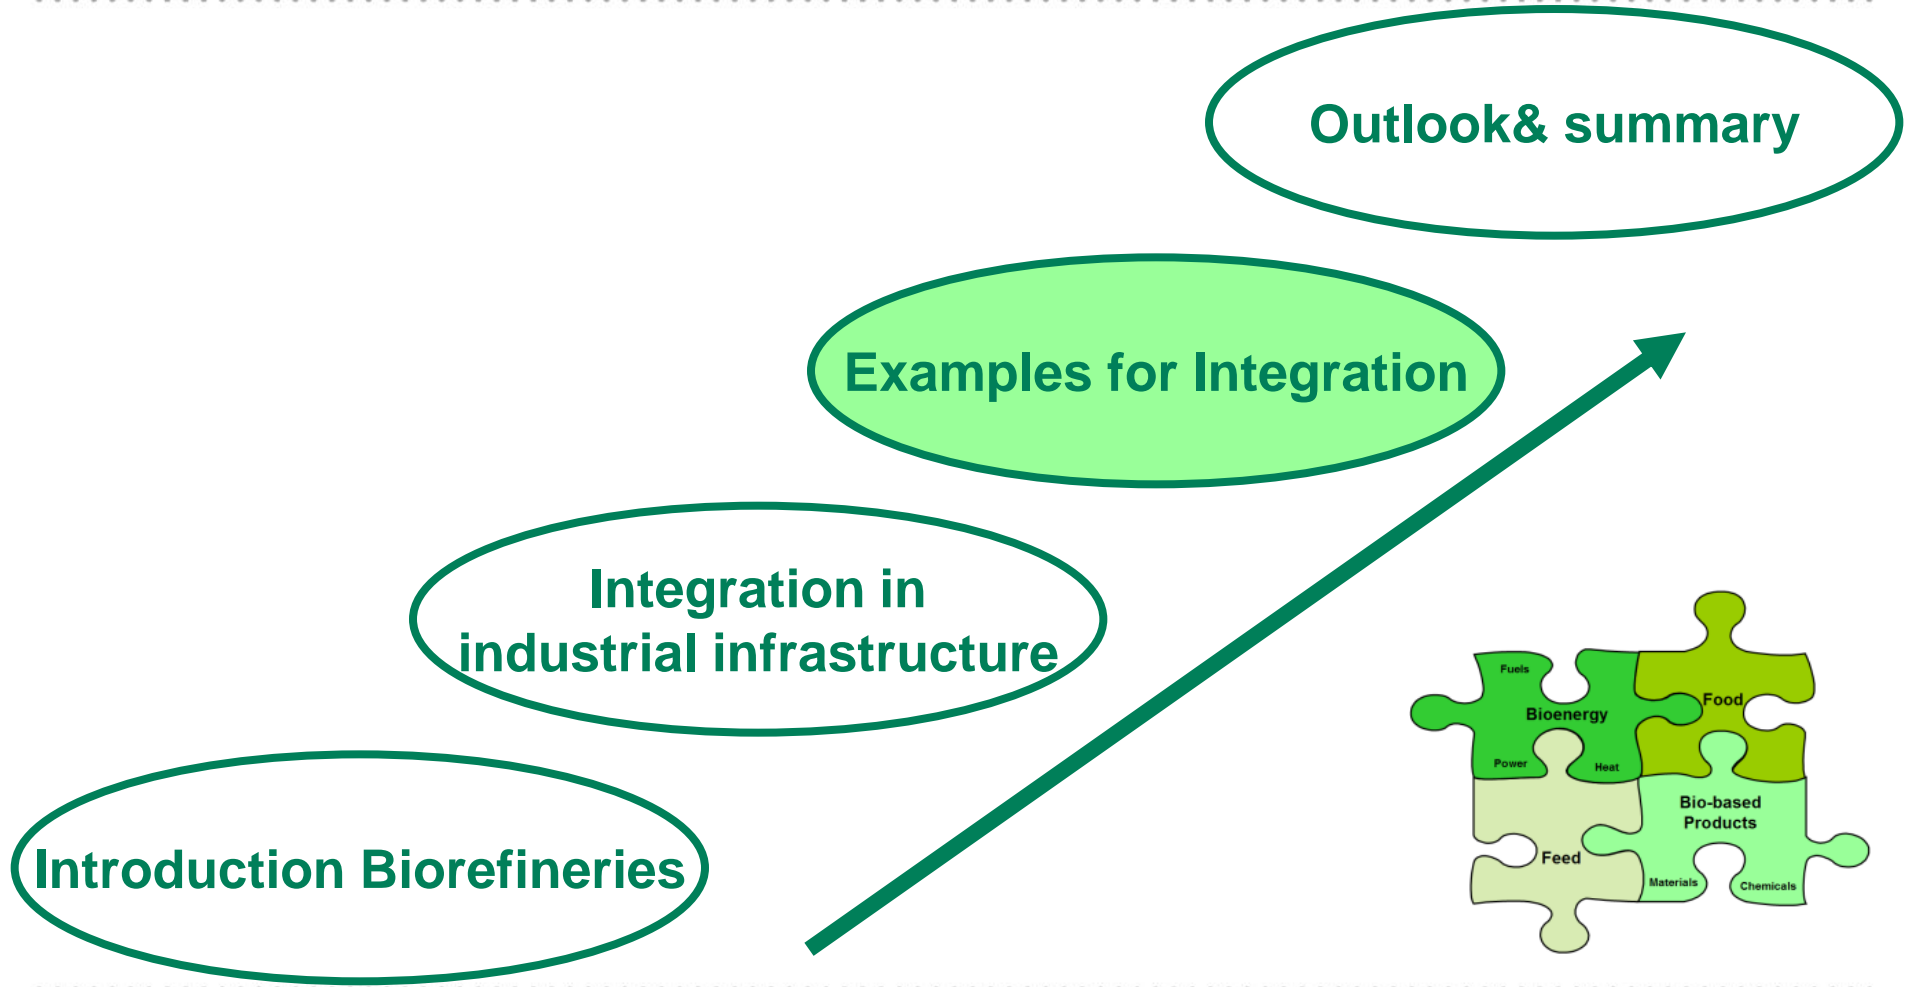 Outlook& summary
Examples for Integration
Integration in
industrial infrastructure
Introduction Biorefineries
Fuels
Bioenergy
Power
Heat
Food
Bio-based
Products
Materials
Chemicals
Feed